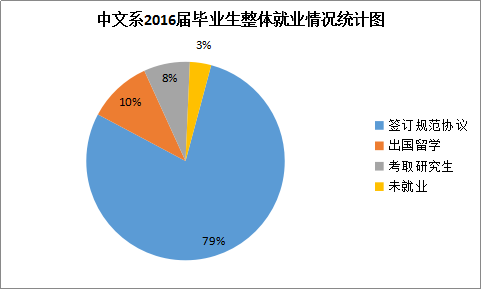 中文系2016届毕业生整体就业情况统计图
3%
8%
10%
79%
签订规范协议
出国留学
考取研究生
未就业